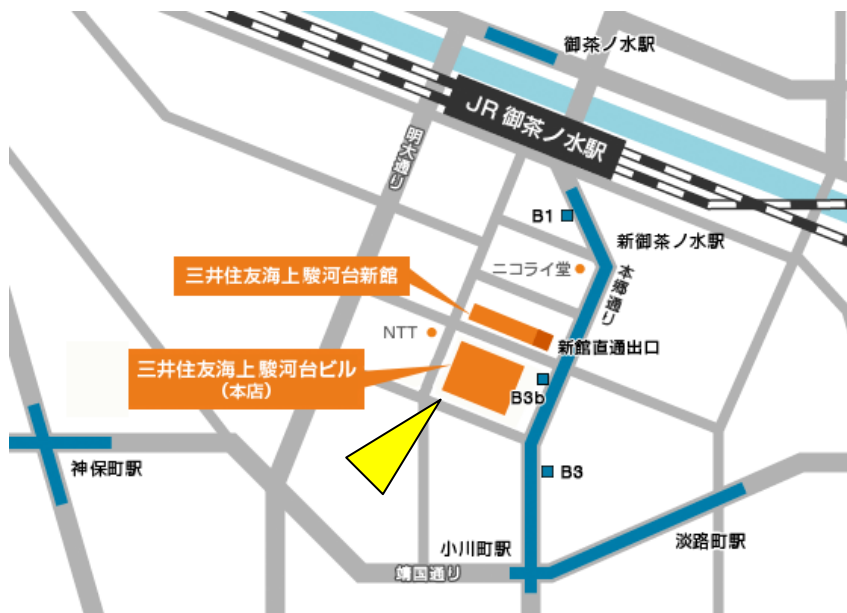 御茶ノ水駅
JR 御茶ノ水駅
明大通り
B1
新御茶ノ水駅
ニコライ堂
本郷通り
三井住友海上 駿河台新館
NTT
新館直通出口
三井住友海上 駿河台ビル
（本店）
B3b
神保町駅
B3
小川町駅
淡路町駅
靖国通り